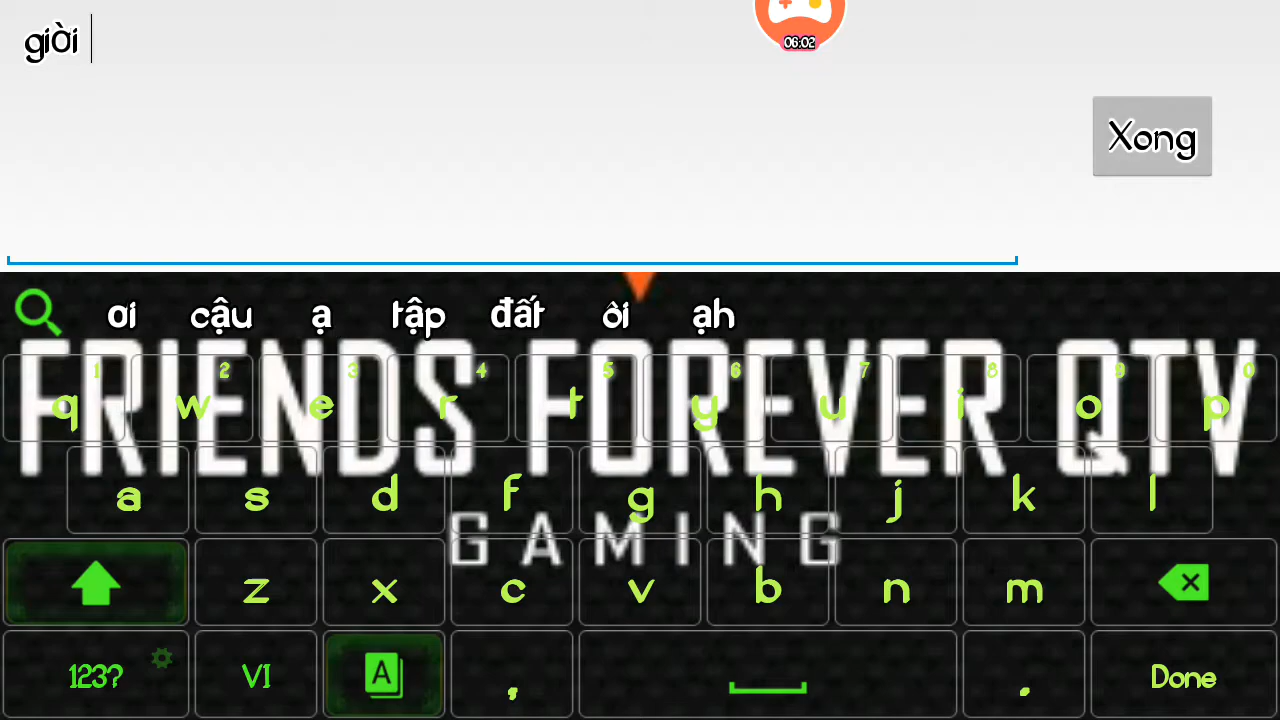 giời
06:02
Xong
ơi cậu ạ tập đất ời ạh
FRIENDS FOREVER QTV
GAMING
1 2 3 4 5 6 7 8 9 0
q w e r t y u i o p
a s d f g h j k l
z x c v b n m
123? VI A , . Done